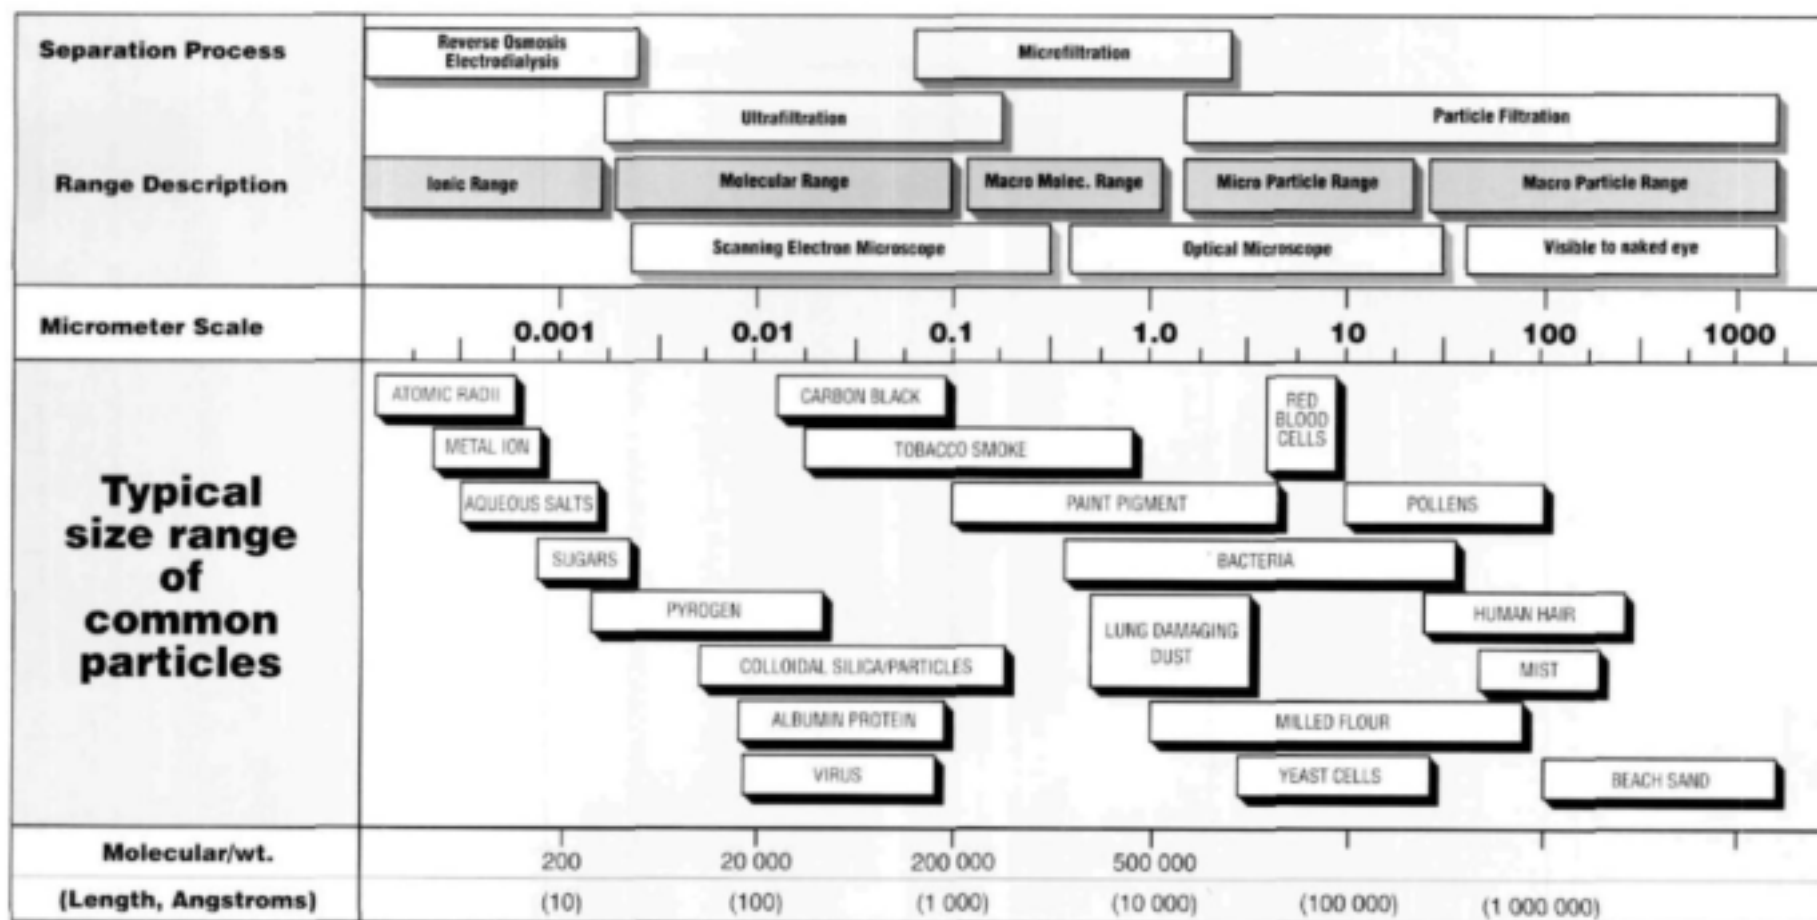 Separation Process
Reverse Osmosis
Electrodialysis
Microfiltration
Ultrafiltration
Particle Filtration
Range Description
Ionic Range
Molecular Range
Macro Molec. Range
Micro Particle Range
Macro Particle Range
Scanning Electron Microscope
Optical Microscope
Visible to naked eye
Micrometer Scale
0.001
0.01
0.1
1.0
10
100
1000
Typical
size range
of
common
particles
ATOMIC RADII
CARBON BLACK
RED
BLOOD
CELLS
METAL ION
TOBACCO SMOKE
AQUEOUS SALTS
PAINT PIGMENT
POLLENS
SUGARS
BACTERIA
PYROGEN
LUNG DAMAGING
DUST
HUMAN HAIR
COLLOIDAL SILICA/PARTICLES
MIST
ALBUMIN PROTEIN
MILLED FLOUR
VIRUS
YEAST CELLS
BEACH SAND
Molecular/wt.
200
20 000
200 000
500 000
(Length, Angstroms)
(10)
(100)
(1 000)
(10 000)
(100 000)
(1 000 000)